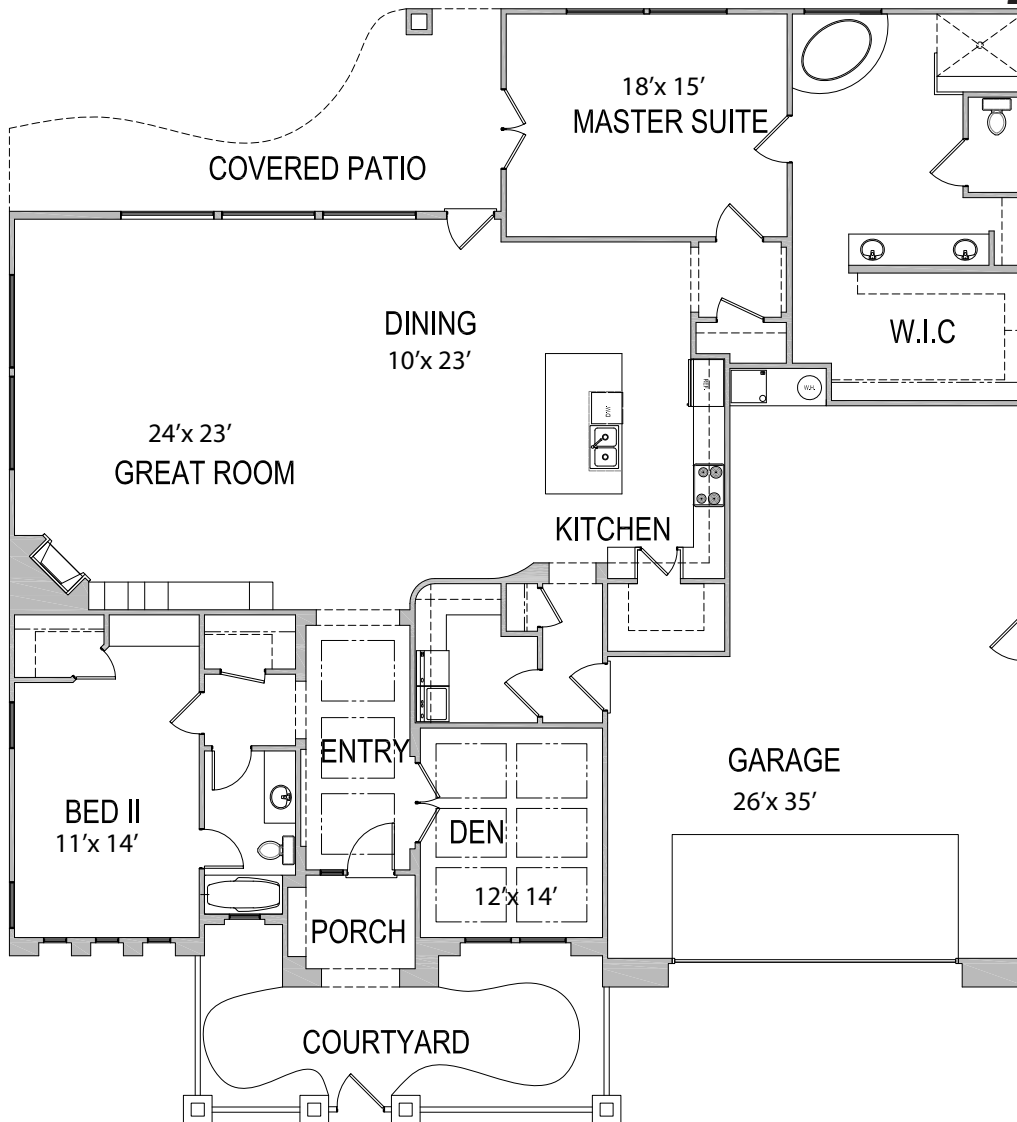 18'x 15'
MASTER SUITE
COVERED PATIO
DINING
10'x 23'
W.I.C
REF.
W.H.
D.W.
24'x 23'
GREAT ROOM
KITCHEN
ENTRY
GARAGE
26'x 35'
BED II
11'x 14'
DEN
12'x 14'
PORCH
COURTYARD